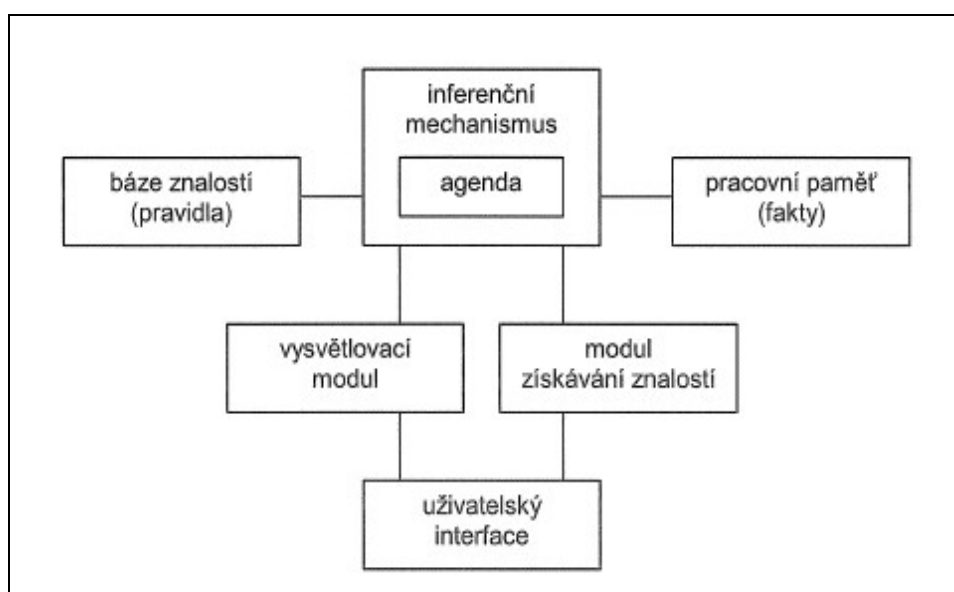 inferenční
mechanismus
agenda
báze znalostí
(pravidla)
pracovní paměť
(fakty)
vysvětlovací
modul
modul
získávání znalostí
uživatelský
interface